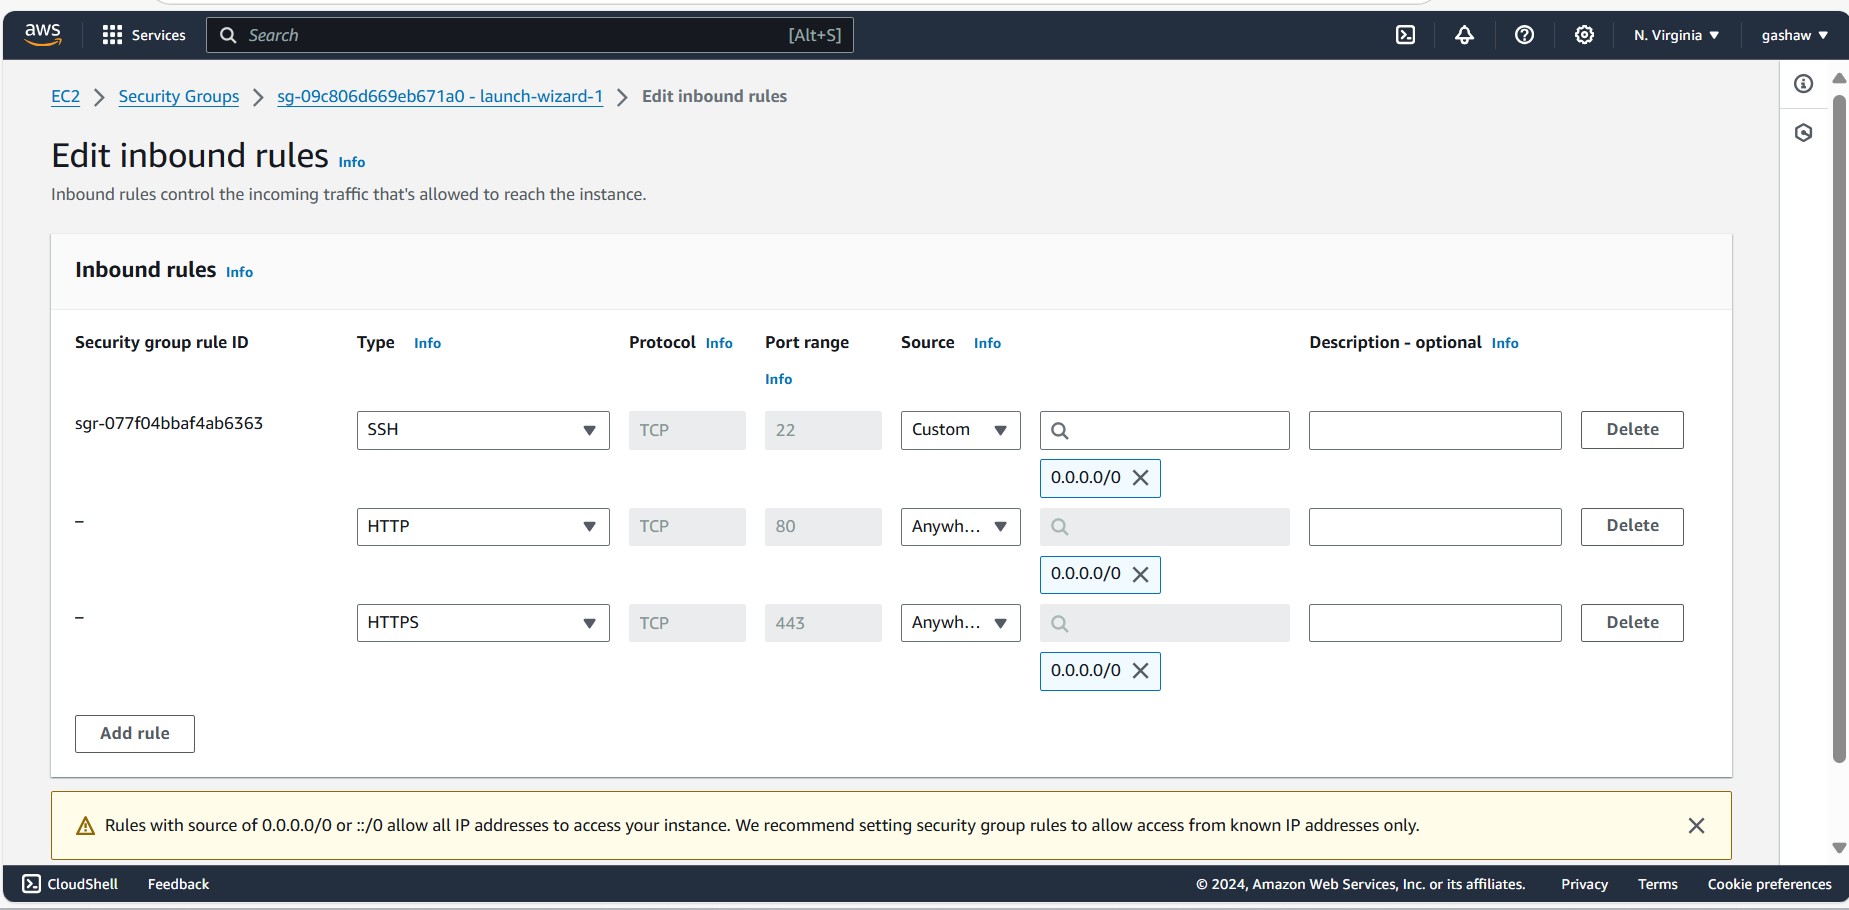 aws
Services
Search
[Alt+S]
N. Virginia
gashaw
EC2
Security Groups
sg-09c806d669eb671a0 - launch-wizard-1
Edit inbound rules
Edit inbound rules Info
Inbound rules control the incoming traffic that's allowed to reach the instance.
Inbound rules Info
Security group rule ID
Type Info
Protocol Info
Port range
Info
Source Info
Description - optional Info
sgr-077f04bbaf4ab6363
SSH
TCP
22
Custom
Delete
0.0.0.0/0
–
HTTP
TCP
80
Anywh...
Delete
0.0.0.0/0
–
HTTPS
TCP
443
Anywh...
Delete
0.0.0.0/0
Add rule
Rules with source of 0.0.0.0/0 or ::/0 allow all IP addresses to access your instance. We recommend setting security group rules to allow access from known IP addresses only.
CloudShell
Feedback
© 2024, Amazon Web Services, Inc. or its affiliates.
Privacy
Terms
Cookie preferences